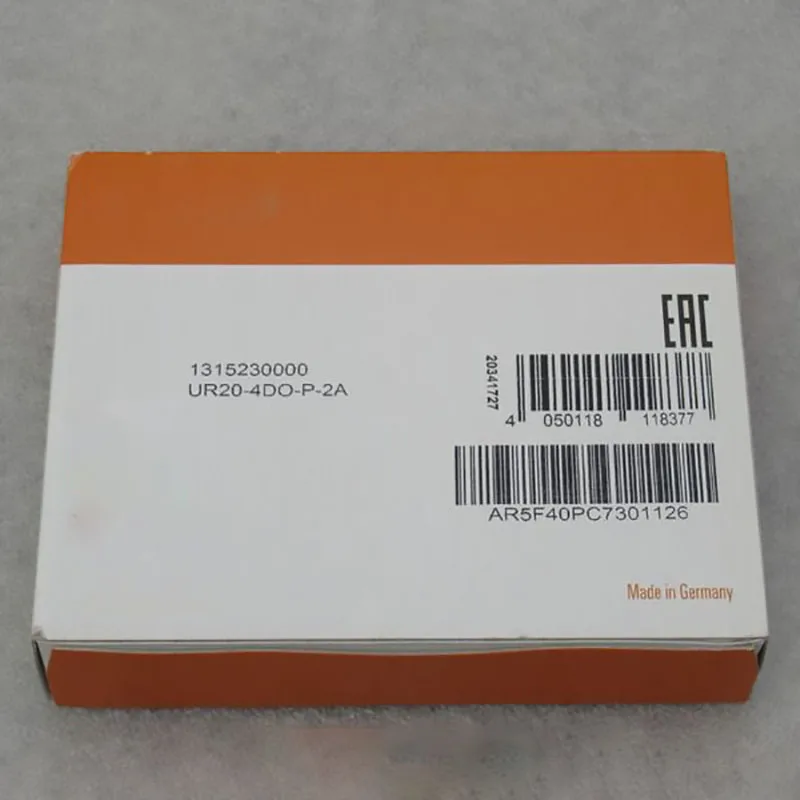 EAC
1315230000
UR20-4DO-P-2A
20341727
4 050118 118377
AR5F40PC7301126
Made in Germany